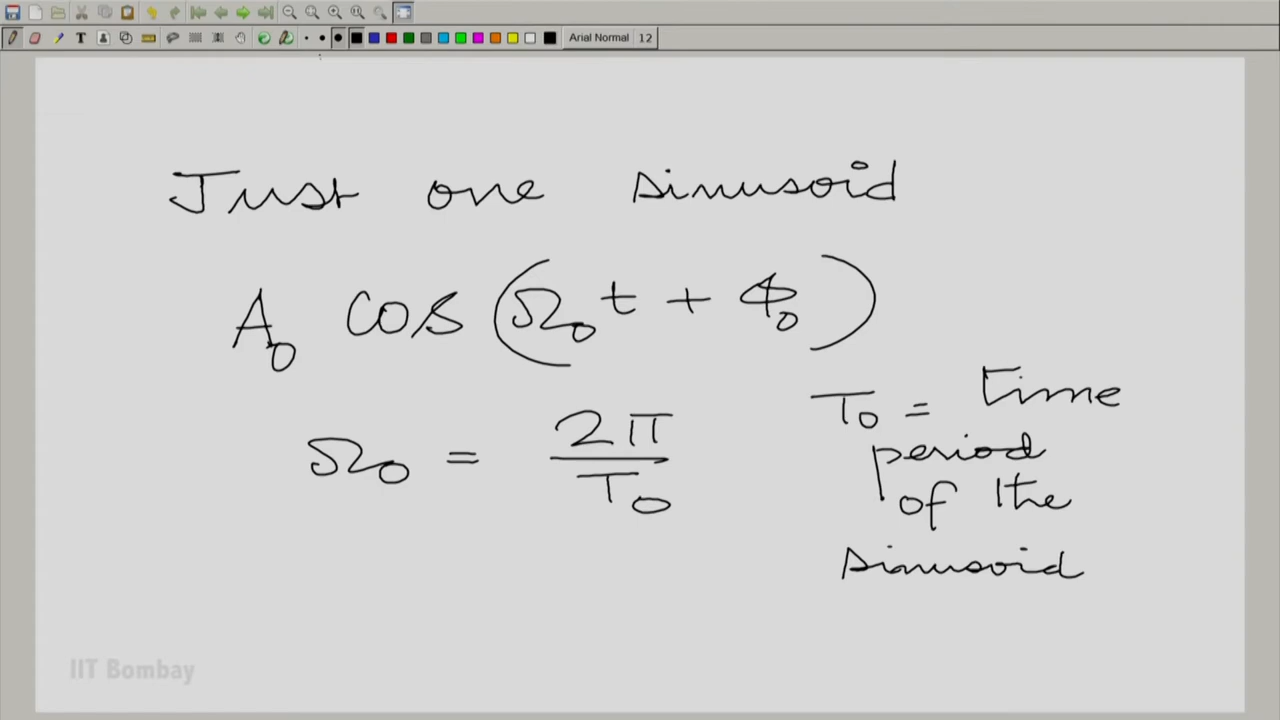 Arial Normal 12
Just one sinusoid
A₀ cos (Ω₀t + Φ₀)
Ω₀ = 2π / T₀
T₀ = time
period
of the
sinusoid
IIT Bombay